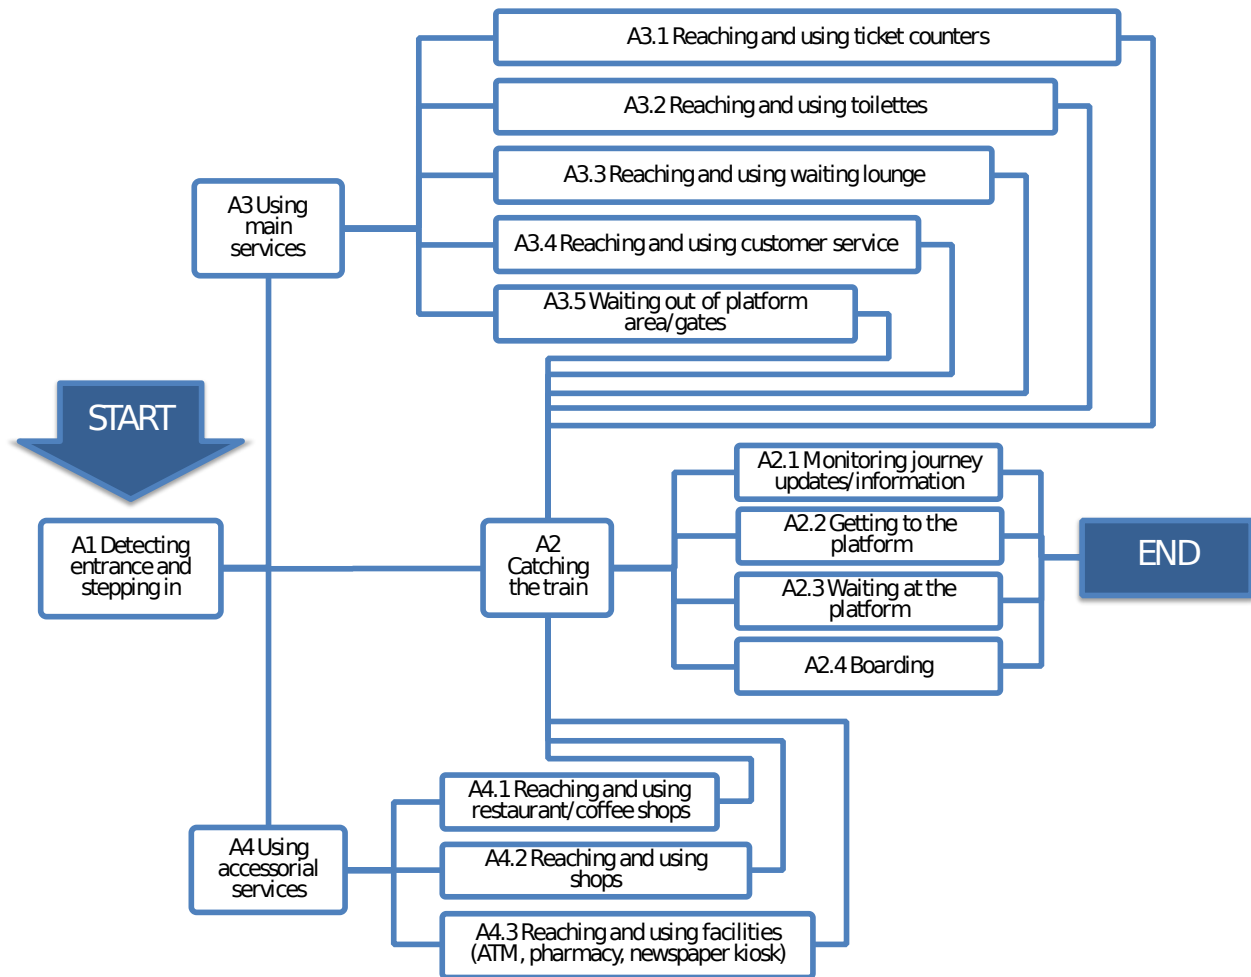 A3.1 Reaching and using ticket counters
A3.2 Reaching and using toilettes
A3.3 Reaching and using waiting lounge
A3 Using
main
services
A3.4 Reaching and using customer service
A3.5 Waiting out of platform
area/gates
START
A2.1 Monitoring journey
updates/information
A1 Detecting
entrance and
stepping in
A2
Catching
the train
A2.2 Getting to the
platform
END
A2.3 Waiting at the
platform
A2.4 Boarding
A4.1 Reaching and using
restaurant/coffee shops
A4 Using
accessorial
services
A4.2 Reaching and using
shops
A4.3 Reaching and using facilities
(ATM, pharmacy, newspaper kiosk)